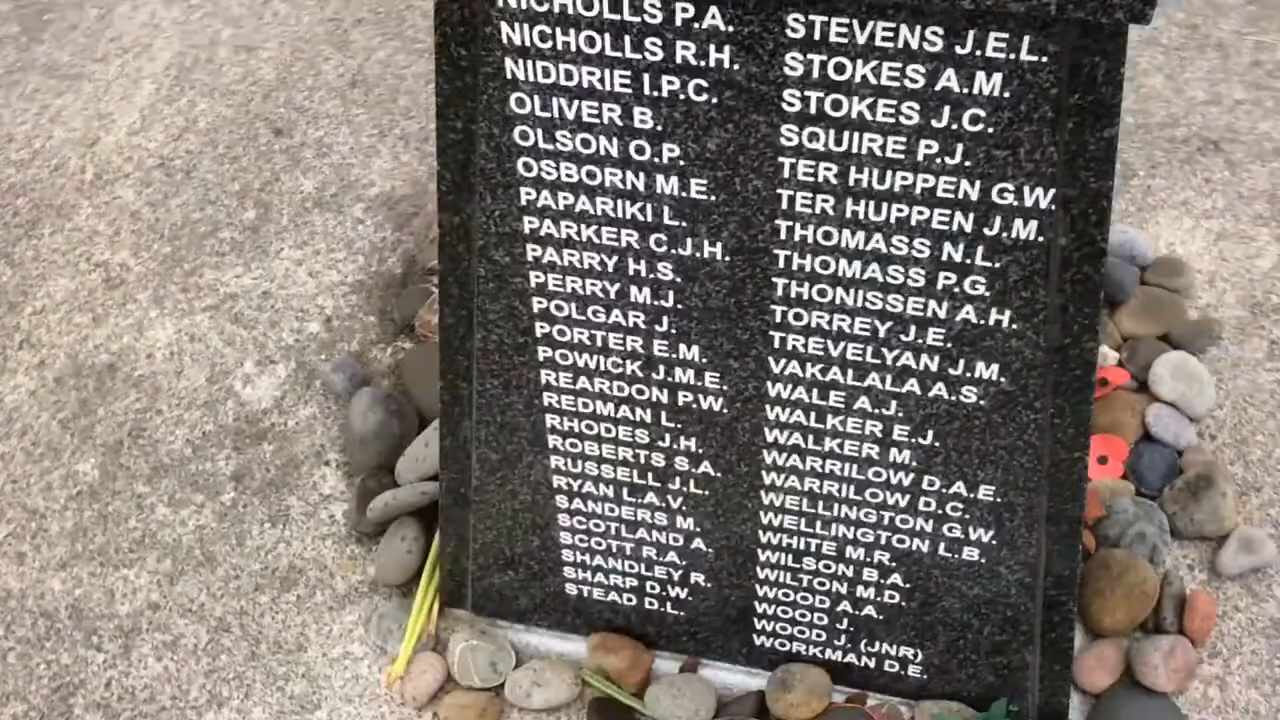 NICHOLLS P.A.
NICHOLLS R.H.
NIDDRIE I.P.C.
OLIVER B.
OLSON O.P.
OSBORN M.E.
PAPARIKI L.
PARKER C.J.H.
PARRY H.S.
PERRY M.J.
POLGAR J.
PORTER E.M.
POWICK J.M.E.
REARDON P.W.
REDMAN L.
RHODES J.H.
ROBERTS S.A.
RUSSELL J.L.
RYAN L.A.V.
SANDERS M.
SCOTLAND A.
SCOTT R.A.
SHANDLEY R.
SHARP D.W.
STEAD D.L.
STEVENS J.E.L.
STOKES A.M.
STOKES J.C.
SQUIRE P.J.
TER HUPPEN G.W.
TER HUPPEN J.M.
THOMASS N.L.
THOMASS P.G.
THONISSEN A.H.
TORREY J.E.
TREVELYAN J.M.
VAKALALA A.S.
WALE A.J.
WALKER E.J.
WALKER M.
WARRILOW D.A.E.
WARRILOW D.C.
WELLINGTON G.W.
WELLINGTON L.B.
WHITE M.R.
WILSON B.A.
WILTON M.D.
WOOD A.A.
WOOD J.
WOOD J. (JNR)
WORKMAN D.E.